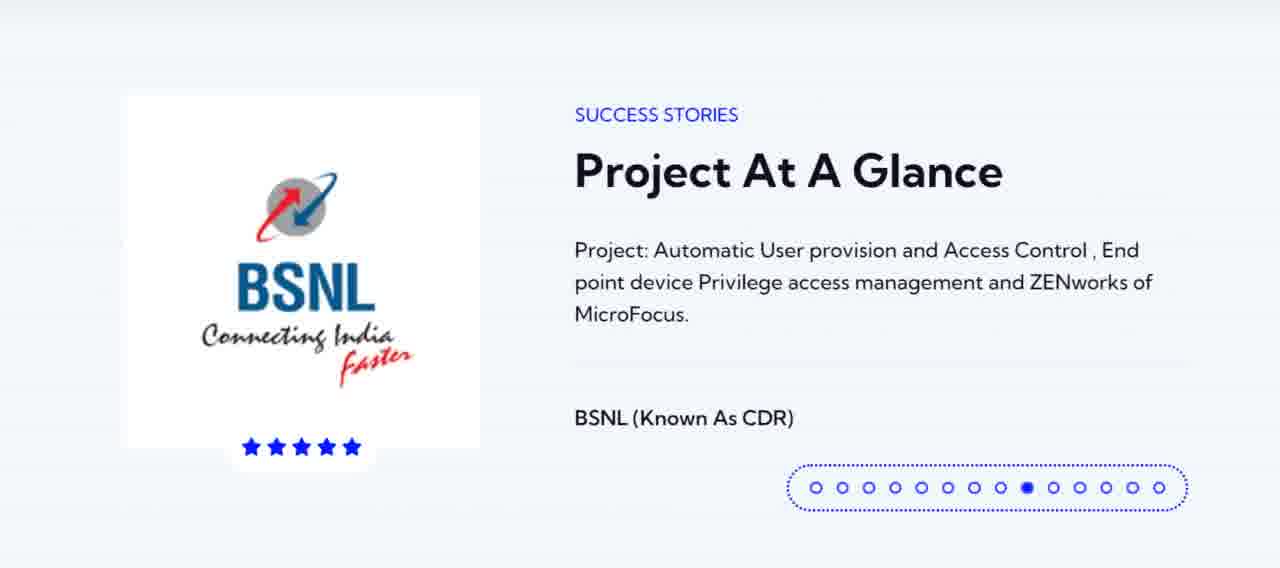 BSNL
Connecting India
Faster
SUCCESS STORIES
Project At A Glance
Project: Automatic User provision and Access Control , End
point device Privilege access management and ZENworks of
MicroFocus.
BSNL (Known As CDR)